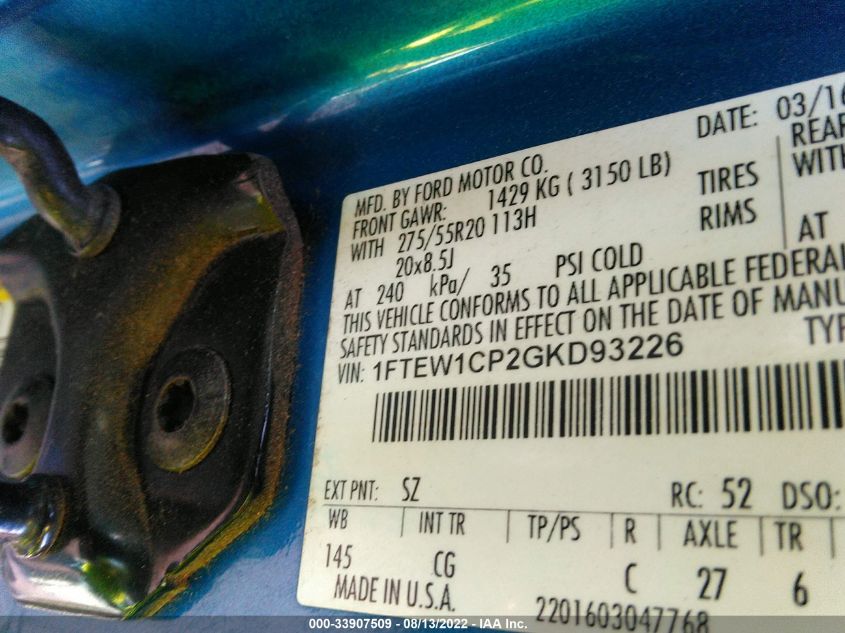 DATE: 03/16
MFD. BY FORD MOTOR CO.
FRONT GAWR: 1429 KG ( 3150 LB)
REAR
WITH 275/55R20 113H TIRES WITH
20x8.5J RIMS
AT 240 kPa/ 35 PSI COLD AT
THIS VEHICLE CONFORMS TO ALL APPLICABLE FEDERAL
SAFETY STANDARDS IN EFFECT ON THE DATE OF MANU
VIN: 1FTEW1CP2GKD93226 TYP
EXT PNT: SZ RC: 52 DSO:
WB INT TR TP/PS R AXLE TR
145 CG C 27 6
MADE IN U.S.A. 2201603047768
000-33907509 - 08/13/2022 - IAA Inc.